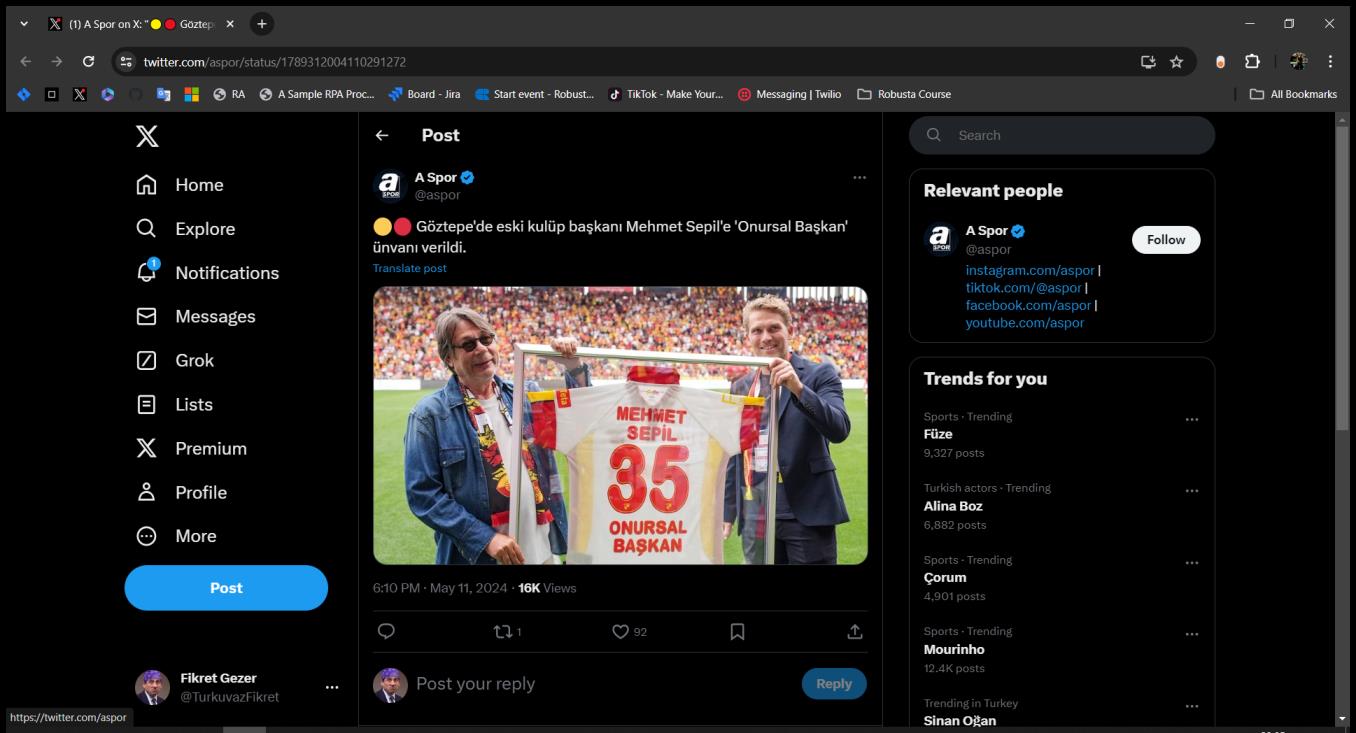 (1) A Spor on X: "🟡🔴 Göztep
twitter.com/aspor/status/1789312004110291272
RA
A Sample RPA Proc...
Board - Jira
Start event - Robust...
TikTok - Make Your...
Messaging | Twilio
Robusta Course
All Bookmarks
Home
Explore
1
Notifications
Messages
Grok
Lists
Premium
Profile
More
Post
Fikret Gezer
@TurkuvazFikret
https://twitter.com/aspor
Post
a
SPOR
A Spor
@aspor
🟡🔴 Göztepe'de eski kulüp başkanı Mehmet Sepil'e 'Onursal Başkan'
ünvanı verildi.
Translate post
MEHMET
SEPİL
35
ONURSAL
BAŞKAN
6:10 PM · May 11, 2024 · 16K Views
1
92
Post your reply
Reply
Search
Relevant people
a
SPOR
A Spor
@aspor
Follow
instagram.com/aspor |
tiktok.com/@aspor |
facebook.com/aspor |
youtube.com/aspor
Trends for you
Sports · Trending
Füze
9,327 posts
Turkish actors · Trending
Alina Boz
6,882 posts
Sports · Trending
Çorum
4,901 posts
Sports · Trending
Mourinho
12.4K posts
Trending in Turkey
Sinan Oğan